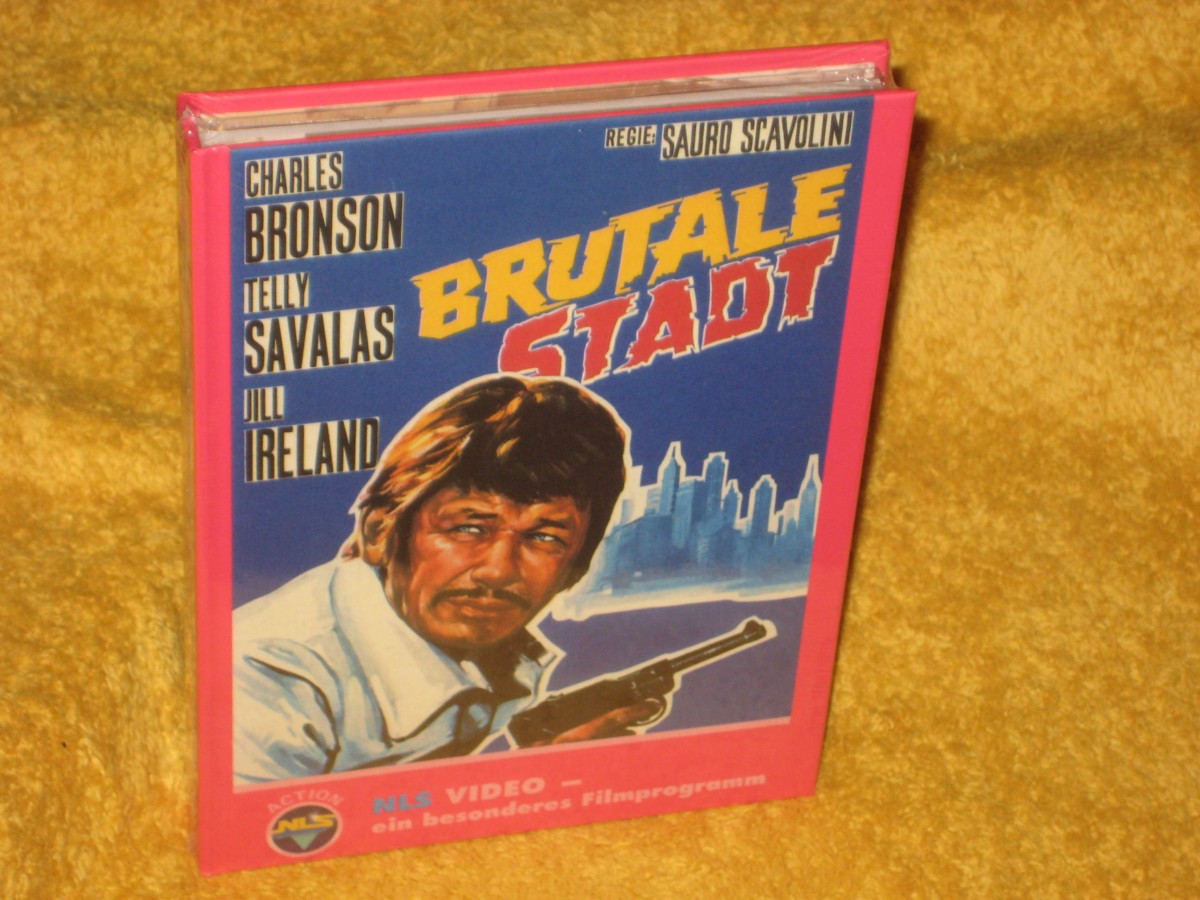 REGIE: SAURO SCAVOLINI
CHARLES
BRONSON
TELLY
SAVALAS
JILL
IRELAND
BRUTALE
STADT
ACTION
NLS
NLS VIDEO –
ein besonderes Filmprogramm